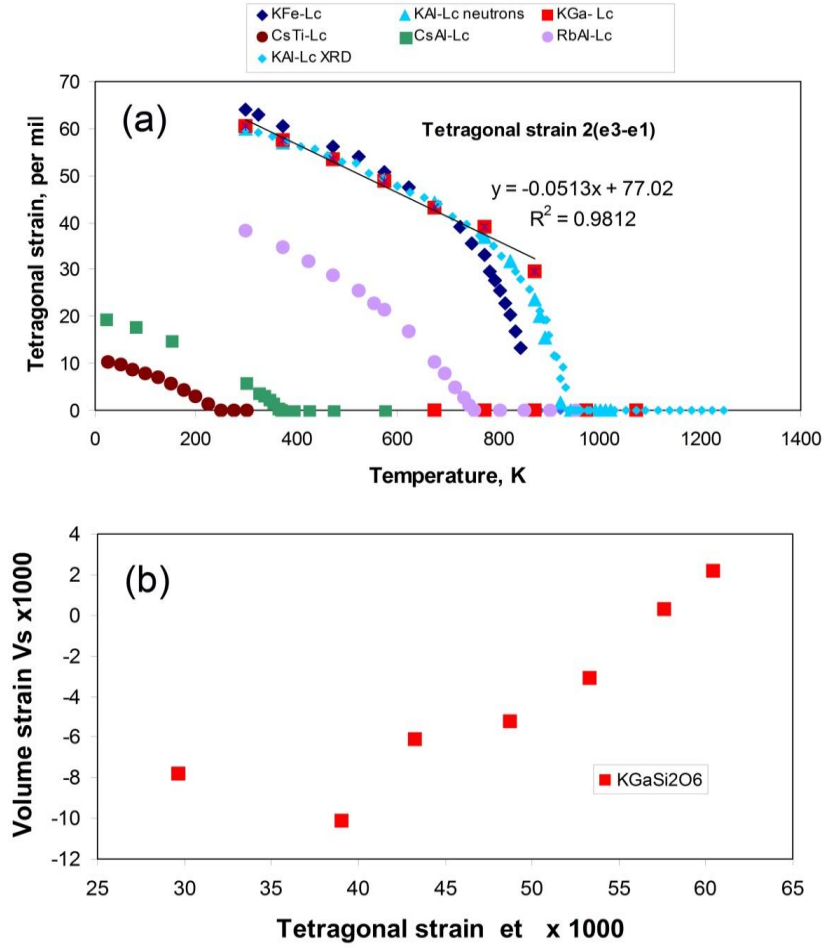 KFe-Lc KAl-Lc neutrons KGa- Lc
CsTi-Lc CsAl-Lc RbAl-Lc
KAl-Lc XRD
70
(a)
60
Tetragonal strain 2(e3-e1)
50
y = -0.0513x + 77.02
R² = 0.9812
40
30
20
10
0
Tetragonal strain, per mil
0 200 400 600 800 1000 1200 1400
Temperature, K
4
(b)
2
0
-2
-4
-6
-8
KGaSi2O6
-10
-12
Volume strain Vs x1000
25 30 35 40 45 50 55 60 65
Tetragonal strain et x 1000